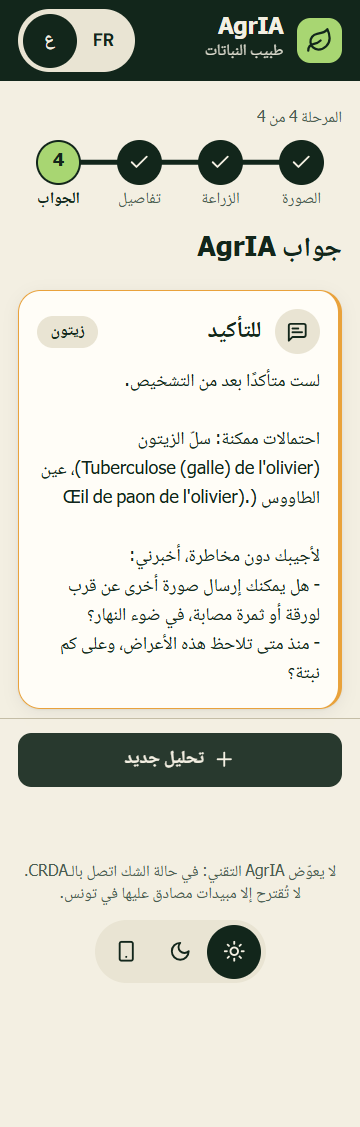 AgrIA
طبيب النباتات
FR
ع
المرحلة 4 من 4
4
الصورة
الزراعة
تفاصيل
الجواب
جواب AgrIA
للتأكيد
زيتون
لست متأكدًا بعد من التشخيص.
احتمالات ممكنة: سلّ الزيتون
(Tuberculose (galle) de l'olivier)، عين
الطاووس (Œil de paon de l'olivier).
لأجيبك دون مخاطرة، أخبرني:
- هل يمكنك إرسال صورة أخرى عن قرب
لورقة أو ثمرة مصابة، في ضوء النهار؟
- منذ متى تلاحظ هذه الأعراض، وعلى كم
نبتة؟
+ تحليل جديد
لا يعوّض AgrIA التقني: في حالة الشك اتصل بالـCRDA.
لا تُقترح إلا مبيدات مصادق عليها في تونس.